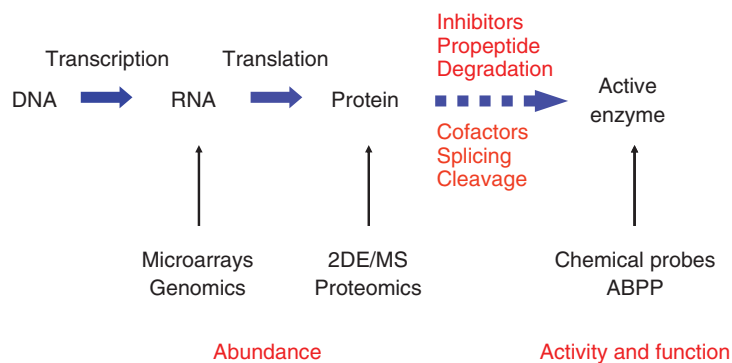 Transcription
Translation
Inhibitors
Propeptide
Degradation
DNA
RNA
Protein
Active
enzyme
Cofactors
Splicing
Cleavage
Microarrays
Genomics
2DE/MS
Proteomics
Chemical probes
ABPP
Abundance
Activity and function